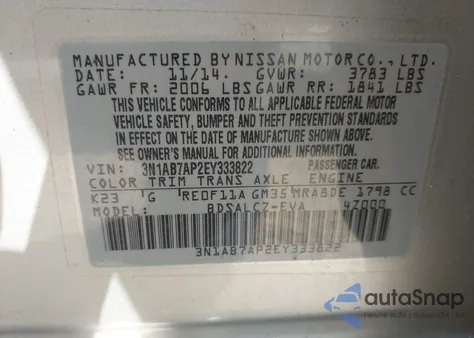 MANUFACTURED BY NISSAN MOTOR CO., LTD.
DATE: 11/14. GVWR: 3783 LBS
GAWR FR: 2006 LBS GAWR RR: 1841 LBS
THIS VEHICLE CONFORMS TO ALL APPLICABLE FEDERAL MOTOR
VEHICLE SAFETY, BUMPER, AND THEFT PREVENTION STANDARDS
IN EFFECT ON THE DATE OF MANUFACTURE SHOWN ABOVE.
SEE OWNER'S MANUAL FOR ADDITIONAL INFORMATION.
VIN: 3N1AB7AP2EY333822 PASSENGER CAR.
COLOR TRIM TRANS AXLE ENGINE
K23 G RE0F11A GM35 MRA8DE 1798 CC
BDSALCZ-EVA 4Z000
3N1AB7AP2EY333822
autoSnap